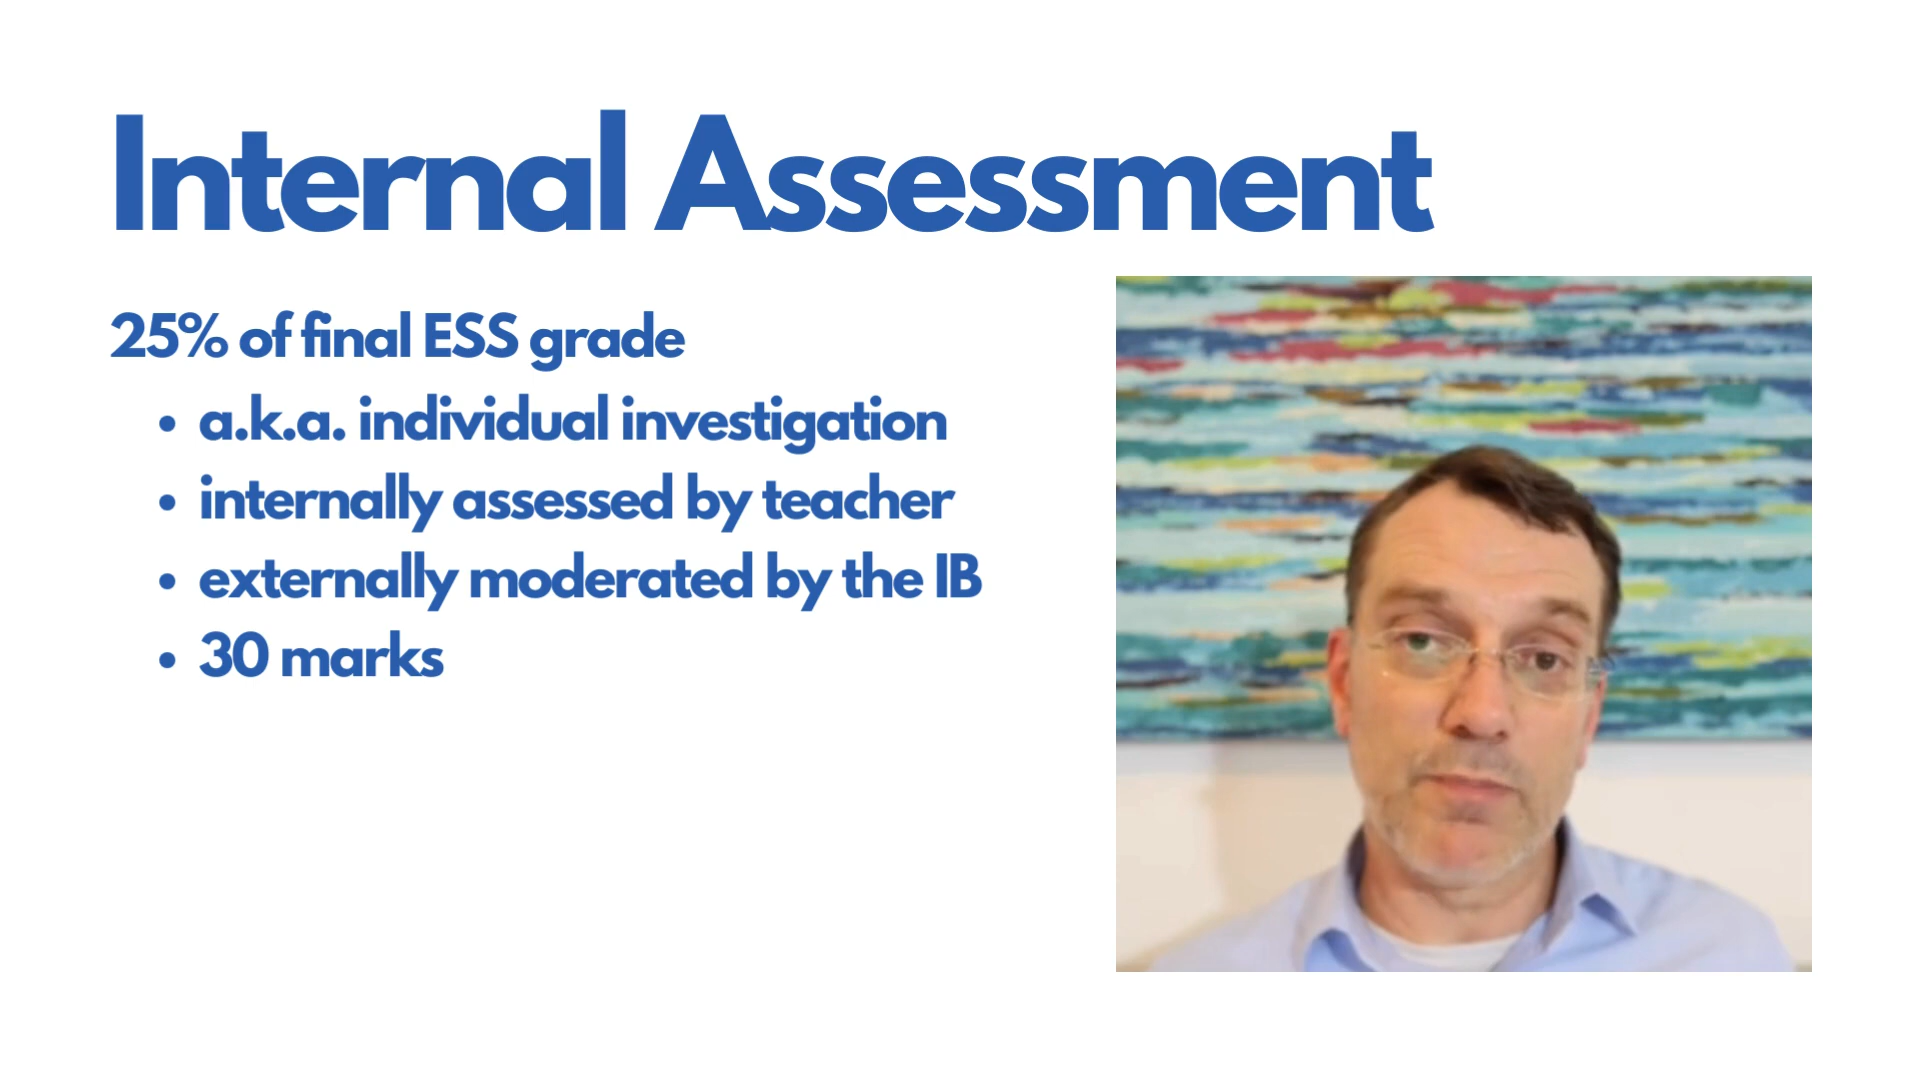 Internal Assessment
25% of final ESS grade
• a.k.a. individual investigation
• internally assessed by teacher
• externally moderated by the IB
• 30 marks